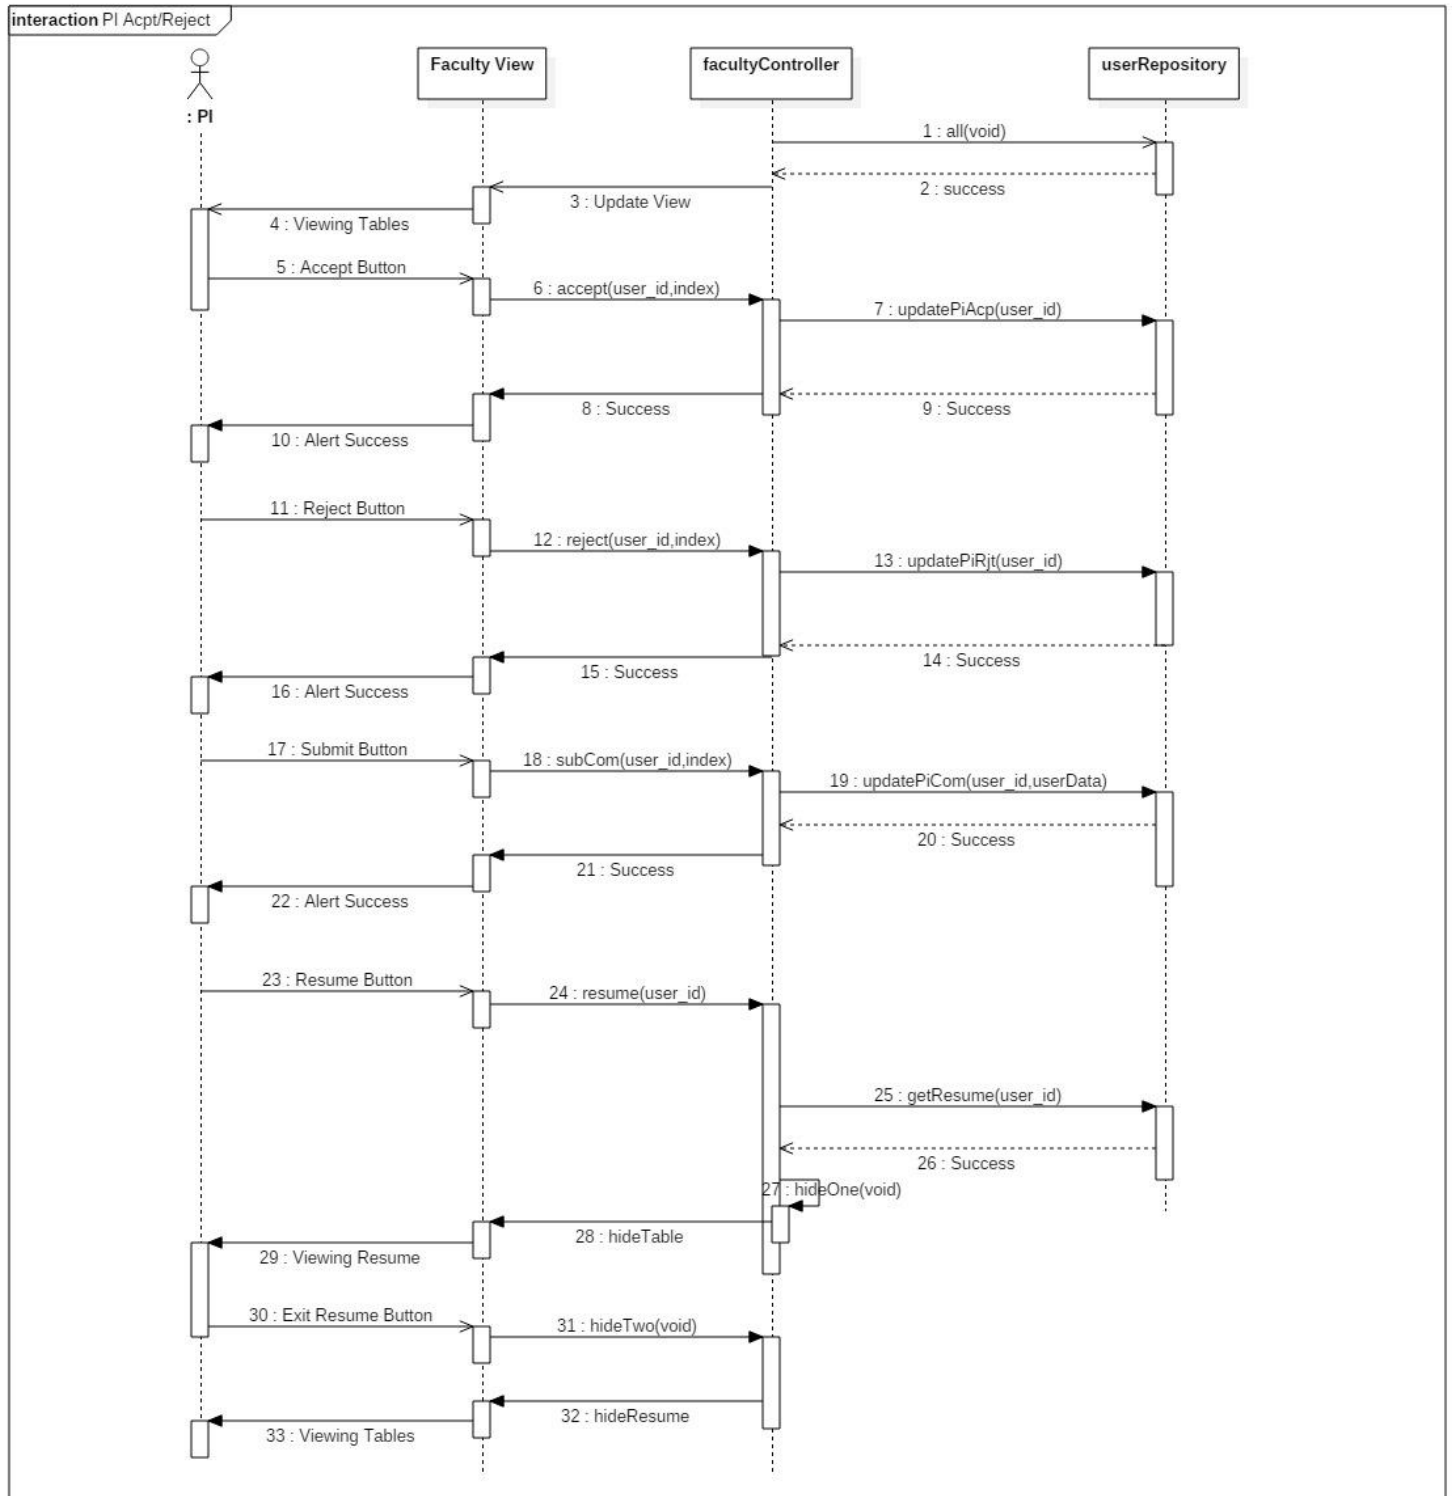 interaction PI Acpt/Reject
: PI
Faculty View
facultyController
userRepository
1 : all(void)
2 : success
3 : Update View
4 : Viewing Tables
5 : Accept Button
6 : accept(user_id,index)
7 : updatePiAcp(user_id)
8 : Success
9 : Success
10 : Alert Success
11 : Reject Button
12 : reject(user_id,index)
13 : updatePiRjt(user_id)
14 : Success
15 : Success
16 : Alert Success
17 : Submit Button
18 : subCom(user_id,index)
19 : updatePiCom(user_id,userData)
20 : Success
21 : Success
22 : Alert Success
23 : Resume Button
24 : resume(user_id)
25 : getResume(user_id)
26 : Success
27 : hideOne(void)
28 : hideTable
29 : Viewing Resume
30 : Exit Resume Button
31 : hideTwo(void)
32 : hideResume
33 : Viewing Tables